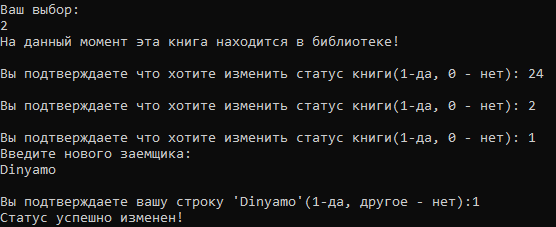 Ваш выбор:
2
На данный момент эта книга находится в библиотеке!
Вы подтверждаете что хотите изменить статус книги(1-да, 0 - нет): 24
Вы подтверждаете что хотите изменить статус книги(1-да, 0 - нет): 2
Вы подтверждаете что хотите изменить статус книги(1-да, 0 - нет): 1
Введите нового заемщика:
Dinyamo
Вы подтверждаете вашу строку 'Dinyamo'(1-да, другое - нет):1
Статус успешно изменен!